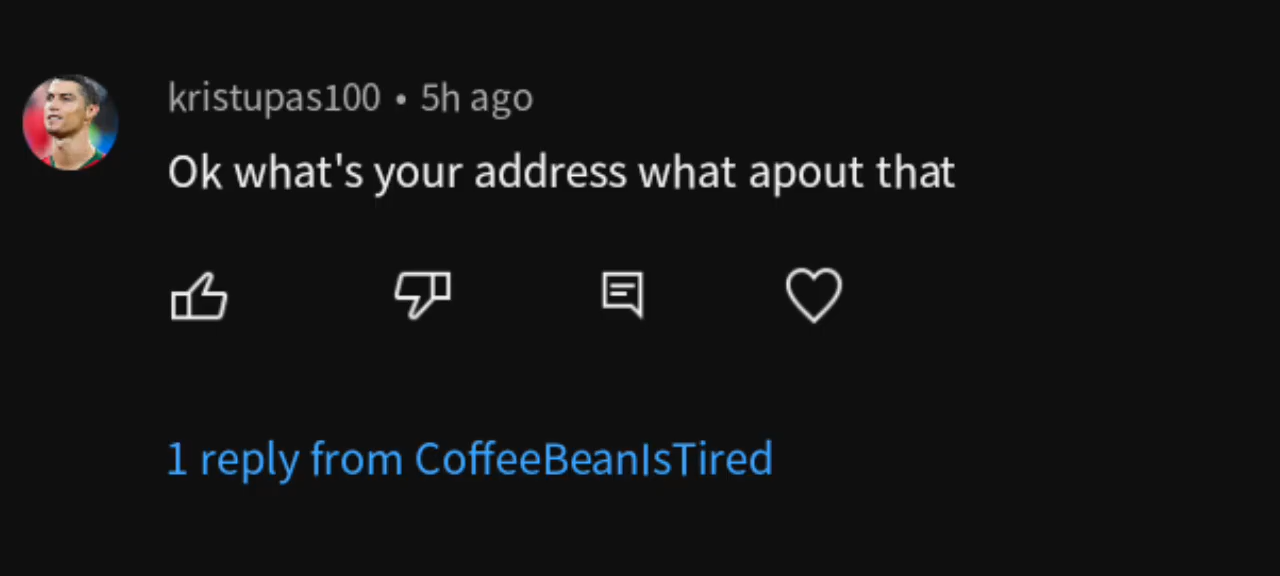 kristupas100 • 5h ago
Ok what's your address what apout that
1 reply from CoffeeBeanIsTired